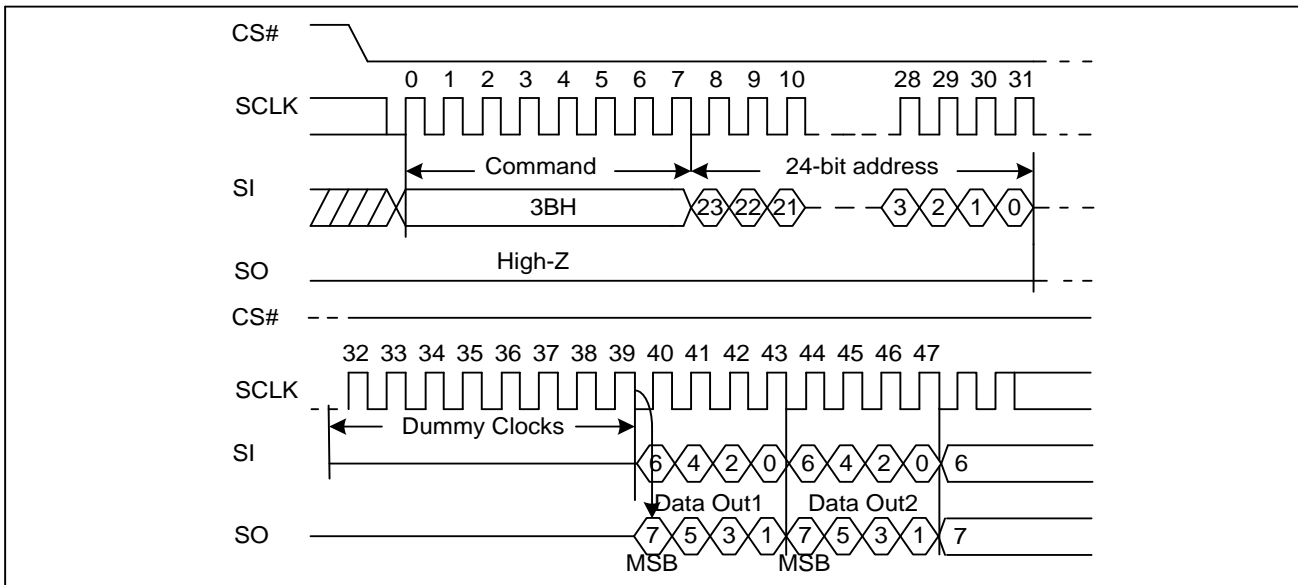 CS#
0 1 2 3 4 5 6 7 8 9 10 28 29 30 31
SCLK
Command 24-bit address
SI
3BH 23 22 21 3 2 1 0
High-Z
SO
CS#
32 33 34 35 36 37 38 39 40 41 42 43 44 45 46 47
SCLK
Dummy Clocks
SI
6 4 2 0 6 4 2 0 6
Data Out1 Data Out2
SO
7 5 3 1 7 5 3 1 7
MSB MSB